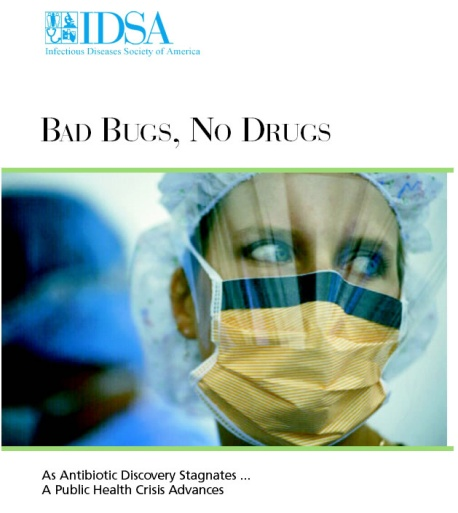 IDSA
Infectious Diseases Society of America
BAD BUGS, NO DRUGS
As Antibiotic Discovery Stagnates ...
A Public Health Crisis Advances